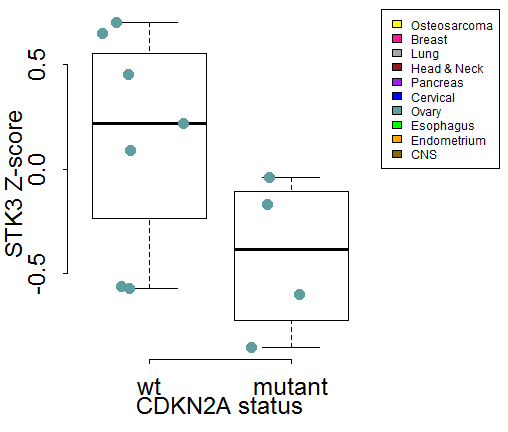 STK3 Z-score
0.5
0.0
-0.5
wt
mutant
CDKN2A status
Osteosarcoma
Breast
Lung
Head & Neck
Pancreas
Cervical
Ovary
Esophagus
Endometrium
CNS